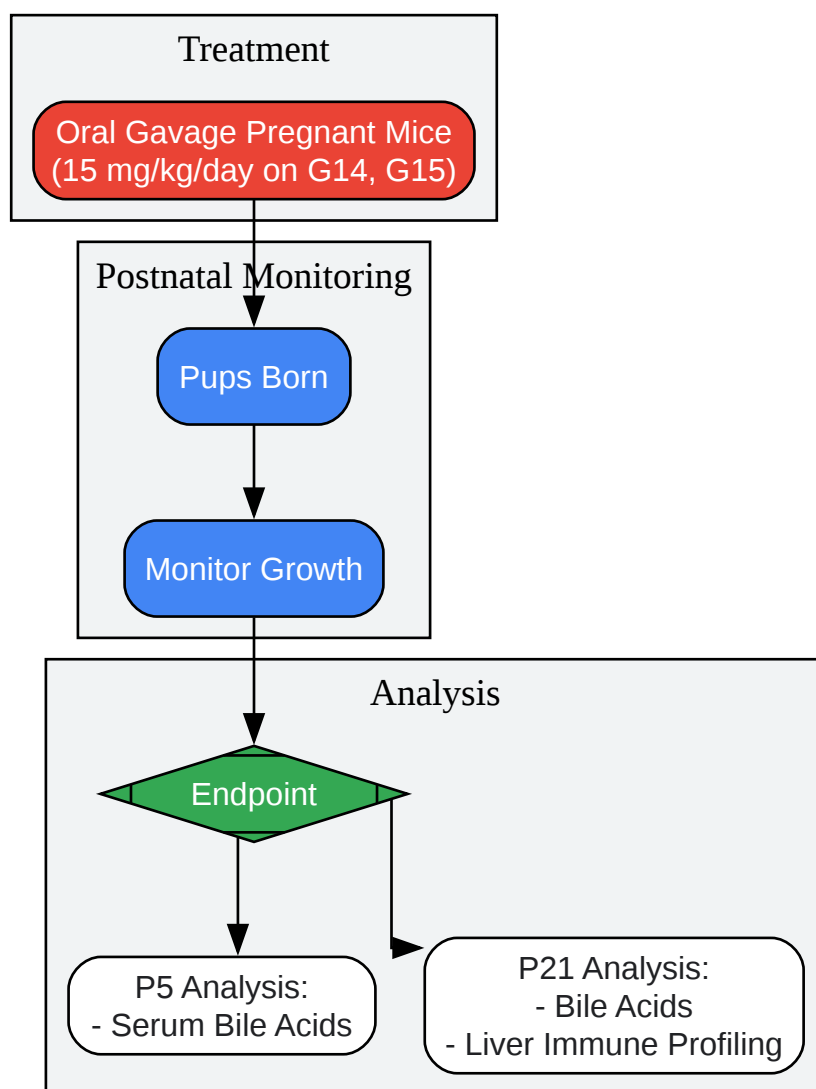 Treatment
Oral Gavage Pregnant Mice
(15 mg/kg/day on G14, G15)
Postnatal Monitoring
Pups Born
Monitor Growth
Analysis
Endpoint
P5 Analysis:
- Serum Bile Acids
P21 Analysis:
- Bile Acids
- Liver Immune Profiling